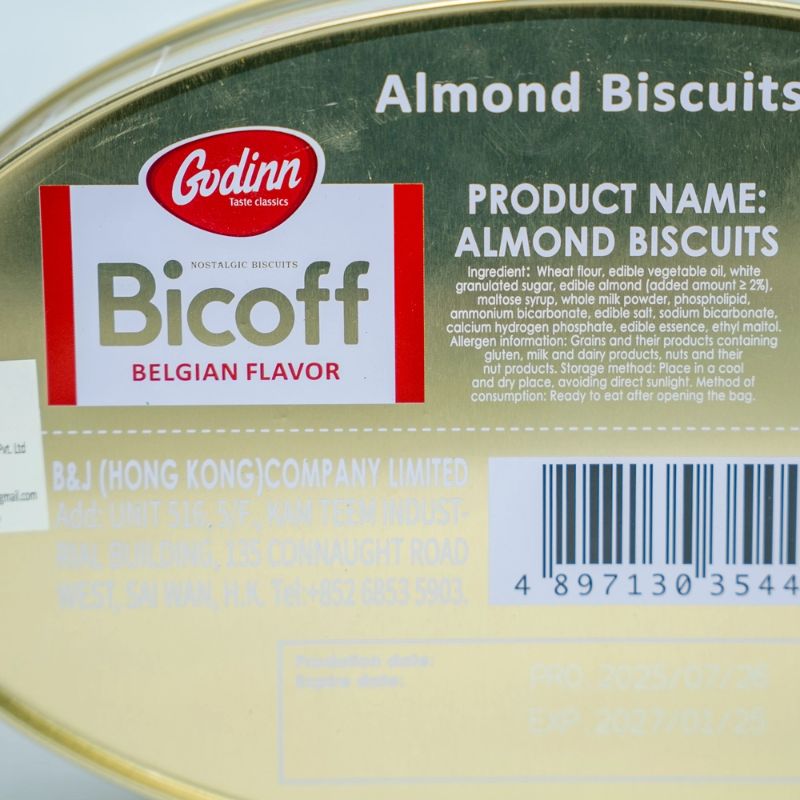 Almond Biscuits
Godinn
Taste classics
NOSTALGIC BISCUITS
Bicoff
BELGIAN FLAVOR
PRODUCT NAME:
ALMOND BISCUITS
Ingredient: Wheat flour, edible vegetable oil, white
granulated sugar, edible almond (added amount ≥ 2%),
maltose syrup, whole milk powder, phospholipid,
ammonium bicarbonate, edible salt, sodium bicarbonate,
calcium hydrogen phosphate, edible essence, ethyl maltol.
Allergen information: Grains and their products containing
gluten, milk and dairy products, nuts and their
nut products. Storage method: Place in a cool
and dry place, avoiding direct sunlight. Method of
consumption: Ready to eat after opening the bag.
Pvt. Ltd
gmail.com
B&J (HONG KONG)COMPANY LIMITED
Add: UNIT 516, 5/F., KAM TEEM INDUST-
RIAL BUILDING, 135 CONNAUGHT ROAD
WEST, SAI WAN, H.K. Tel:+852 6853 5903.
4 897130 3544
Prodution date:
Expire date:
PRO. 2025/07/26
EXP. 2027/01/25